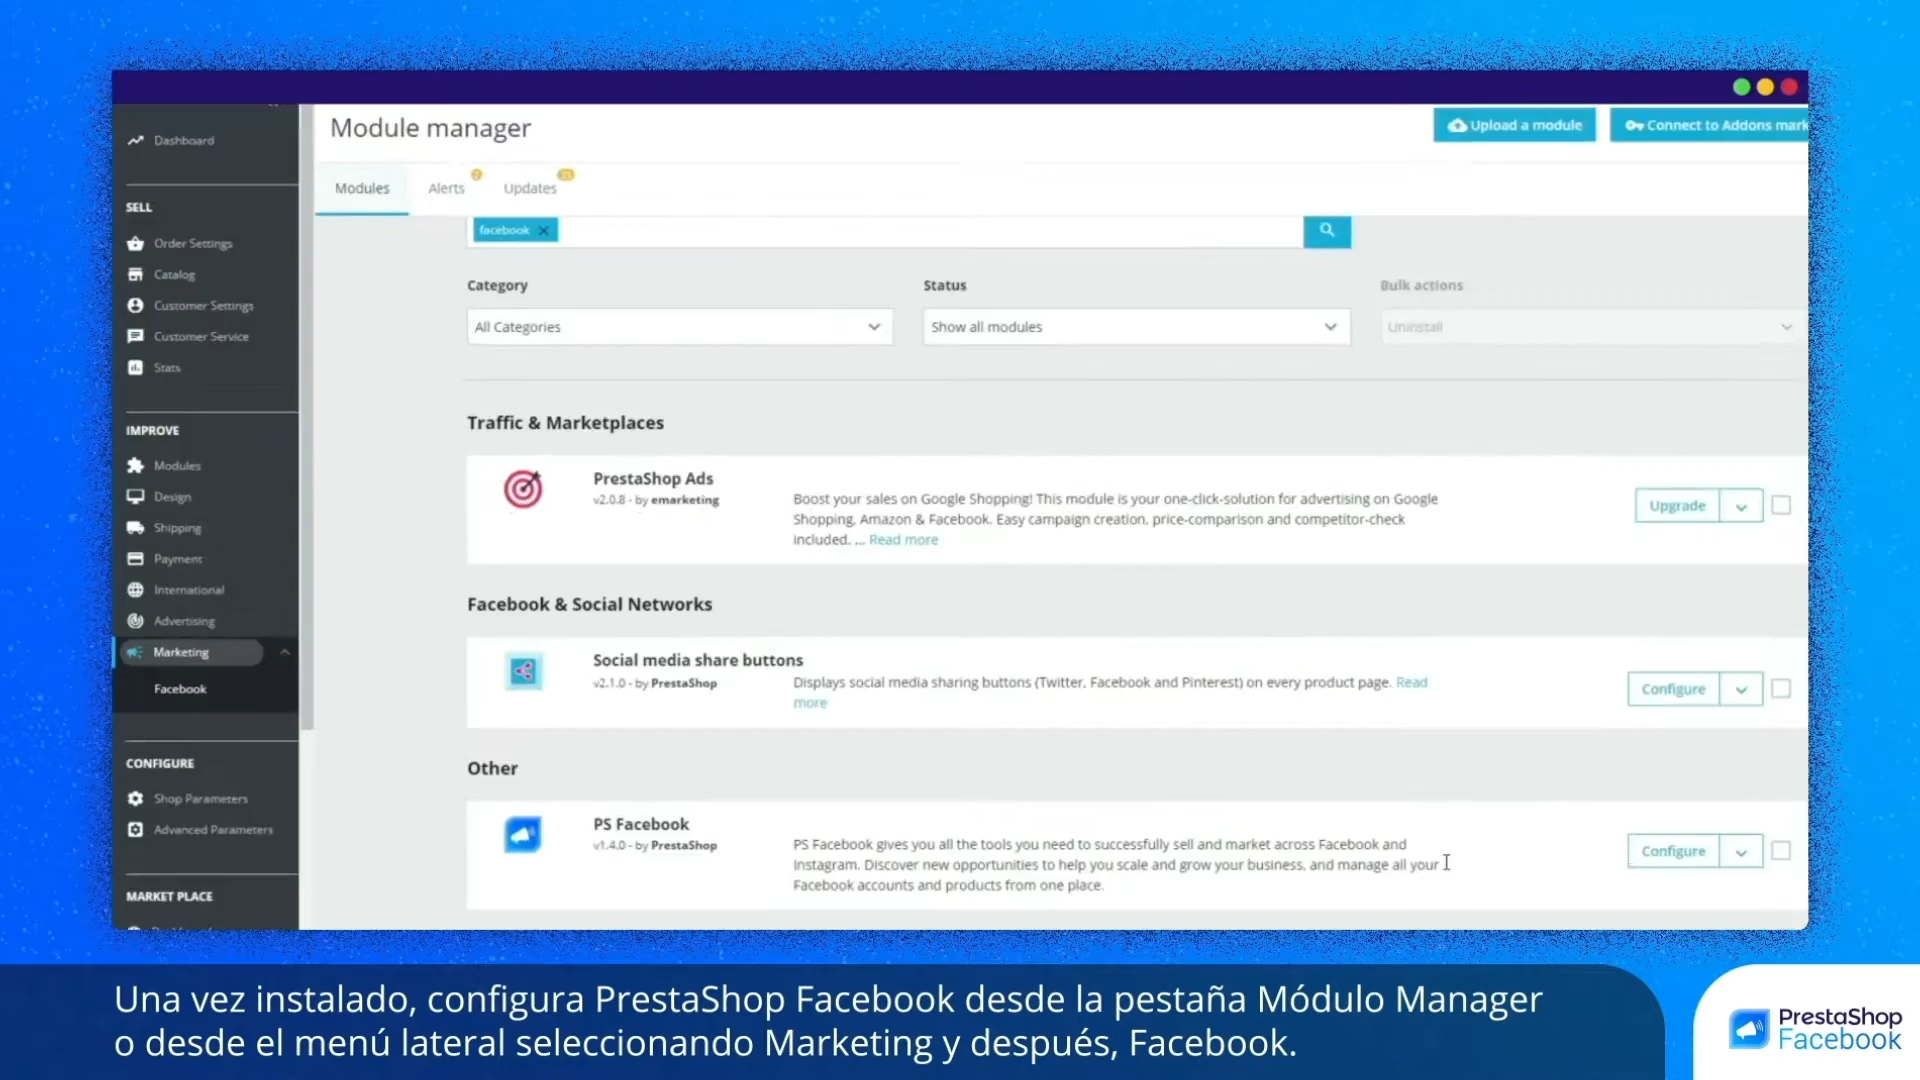 Module manager
Upload a module
Connect to Addons mark
Dashboard
Modules
Alerts
Updates
SELL
Order Settings
Catalog
Customer Settings
Customer Service
Stats
IMPROVE
Modules
Design
Shipping
Payment
International
Advertising
Marketing
Facebook
CONFIGURE
Shop Parameters
Advanced Parameters
MARKET PLACE
facebook
Category
Status
Bulk actions
All Categories
Show all modules
Uninstall
Traffic & Marketplaces
PrestaShop Ads
v2.0.8 - by emarketing
Boost your sales on Google Shopping! This module is your one-click-solution for advertising on Google
Shopping, Amazon & Facebook. Easy campaign creation, price-comparison and competitor-check
included. ... Read more
Upgrade
Facebook & Social Networks
Social media share buttons
v2.1.0 - by PrestaShop
Displays social media sharing buttons (Twitter, Facebook and Pinterest) on every product page. Read
more
Configure
Other
PS Facebook
v1.4.0 - by PrestaShop
PS Facebook gives you all the tools you need to successfully sell and market across Facebook and
Instagram. Discover new opportunities to help you scale and grow your business, and manage all your
Facebook accounts and products from one place.
Configure
Una vez instalado, configura PrestaShop Facebook desde la pestaña Módulo Manager
o desde el menú lateral seleccionando Marketing y después, Facebook.
PrestaShop
Facebook